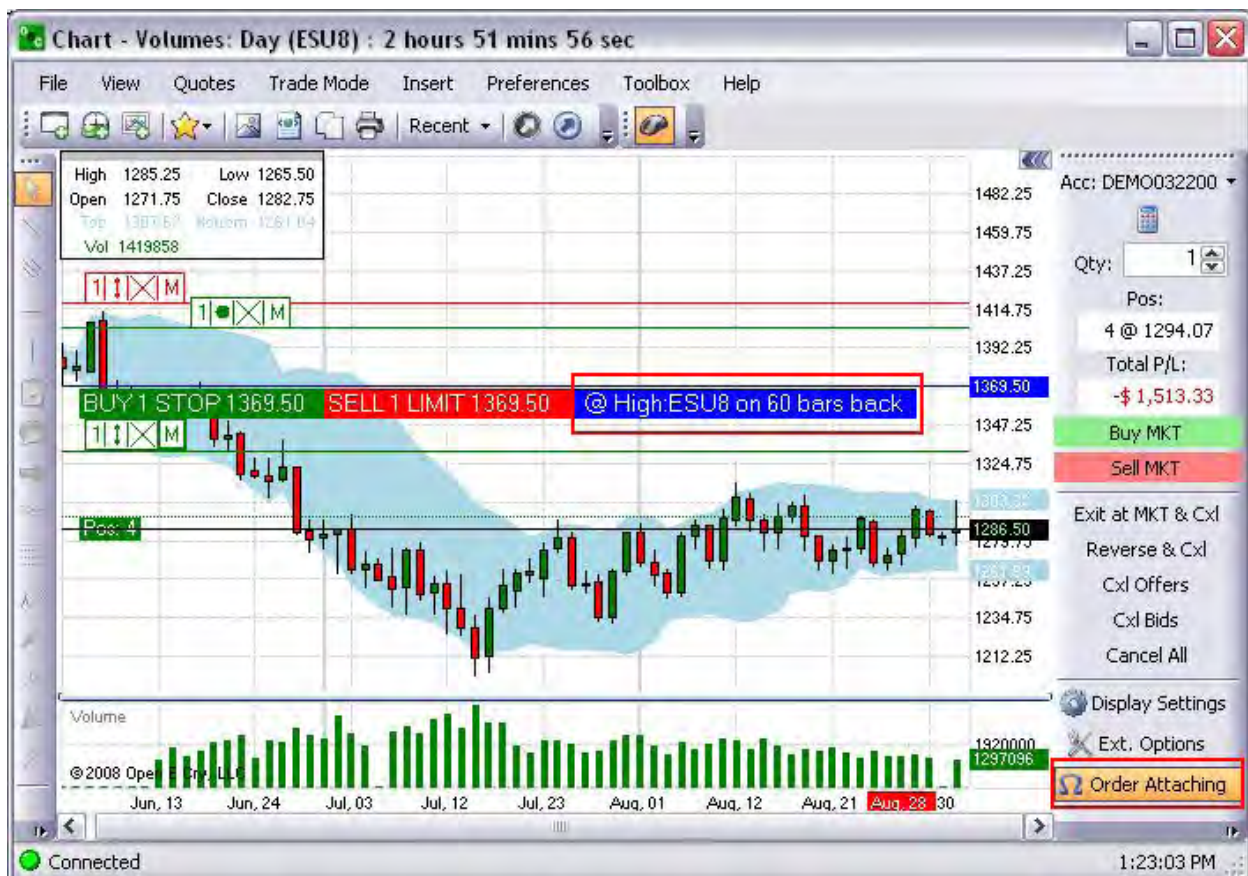 Chart - Volumes: Day (ESU8) : 2 hours 51 mins 56 sec
File View Quotes Trade Mode Insert Preferences Toolbox Help
Recent
High 1285.25 Low 1265.50
Open 1271.75 Close 1282.75
Vol 1419858
1 M
1 M
BUY 1 STOP 1369.50 SELL 1 LIMIT 1369.50 @ High:ESU8 on 60 bars back
1 M
Pos: 4
1482.25
1459.75
1437.25
1414.75
1392.25
1369.50
1347.25
1324.75
1286.50
1234.75
1212.25
Volume
1920000
1297096
©2008 Open E Cry, LLC
Jun, 13 Jun, 24 Jul, 03 Jul, 12 Jul, 23 Aug, 01 Aug, 12 Aug, 21 Aug, 28 30
Acc: DEMO032200
Qty: 1
Pos:
4 @ 1294.07
Total P/L:
-$ 1,513.33
Buy MKT
Sell MKT
Exit at MKT & Cxl
Reverse & Cxl
Cxl Offers
Cxl Bids
Cancel All
Display Settings
Ext. Options
Order Attaching
Connected 1:23:03 PM